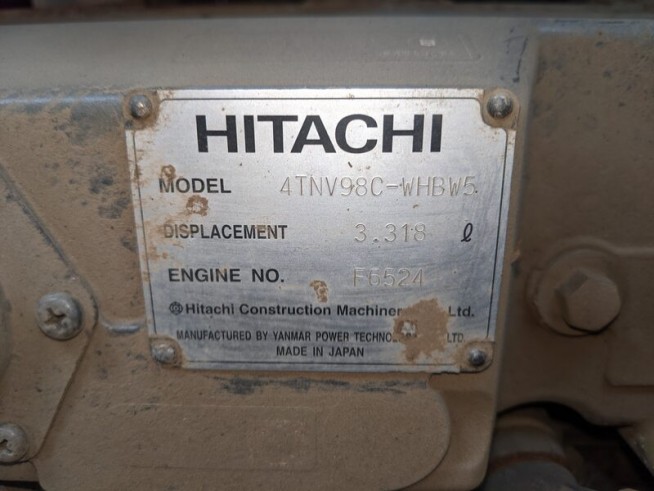 HITACHI
MODEL 4TNV98C-WHBW5
DISPLACEMENT 3.318 ℓ
ENGINE NO. F6524
Hitachi Construction Machiner Ltd.
MANUFACTURED BY YANMAR POWER TECHNO LTD
MADE IN JAPAN